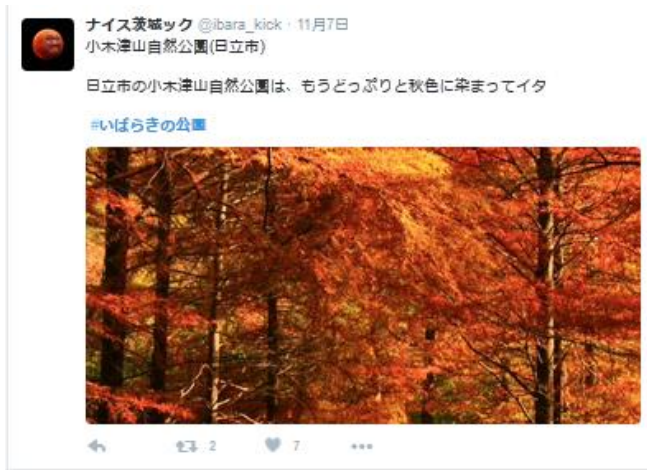 ナイス茨城ック @ibara_kick · 11月7日
小木津山自然公園(日立市)
日立市の小木津山自然公園は、もうどっぷりと秋色に染まってイタ
#いばらきの公園
2 7